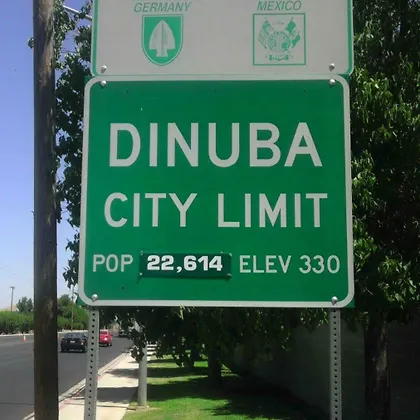 GERMANY MEXICO
DINUBA
CITY LIMIT
POP 22,614 ELEV 330